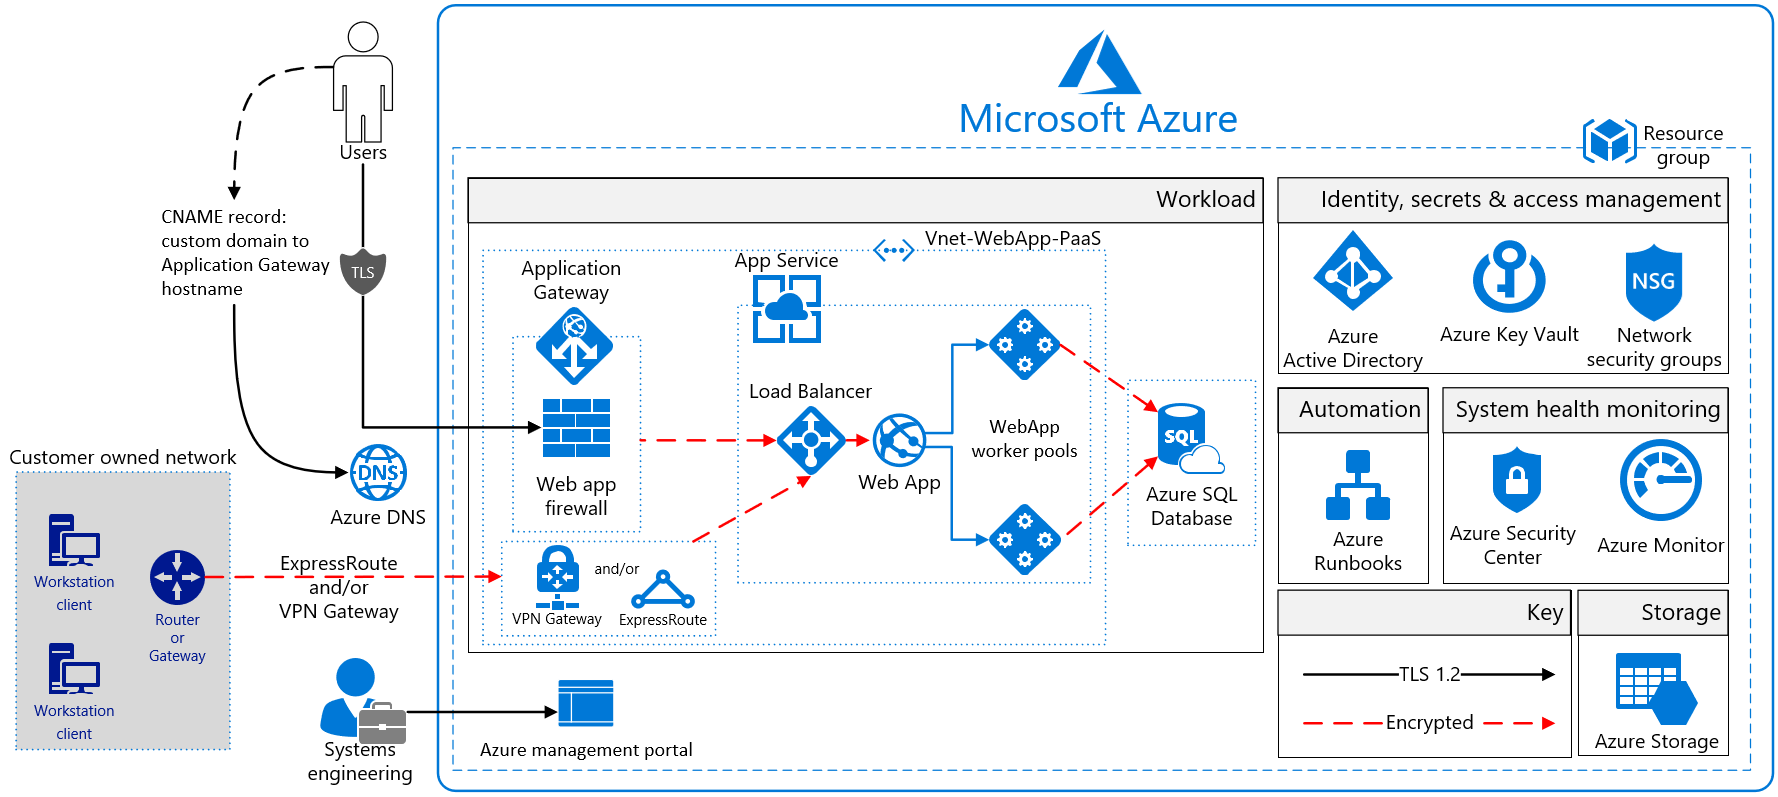 Microsoft Azure
Resource
group
Users
CNAME record:
custom domain to
Application Gateway
hostname
TLS
Customer owned network
Workstation
client
Workstation
client
Router
or
Gateway
DNS
Azure DNS
ExpressRoute
and/or
VPN Gateway
Systems
engineering
Azure management portal
Workload
Vnet-WebApp-PaaS
Application
Gateway
Web app
firewall
VPN Gateway
and/or
ExpressRoute
App Service
Load Balancer
Web App
WebApp
worker pools
SQL
Azure SQL
Database
Identity, secrets & access management
Azure
Active Directory
Azure Key Vault
NSG
Network
security groups
Automation
Azure
Runbooks
System health monitoring
Azure Security
Center
Azure Monitor
Key
TLS 1.2
Encrypted
Storage
Azure Storage